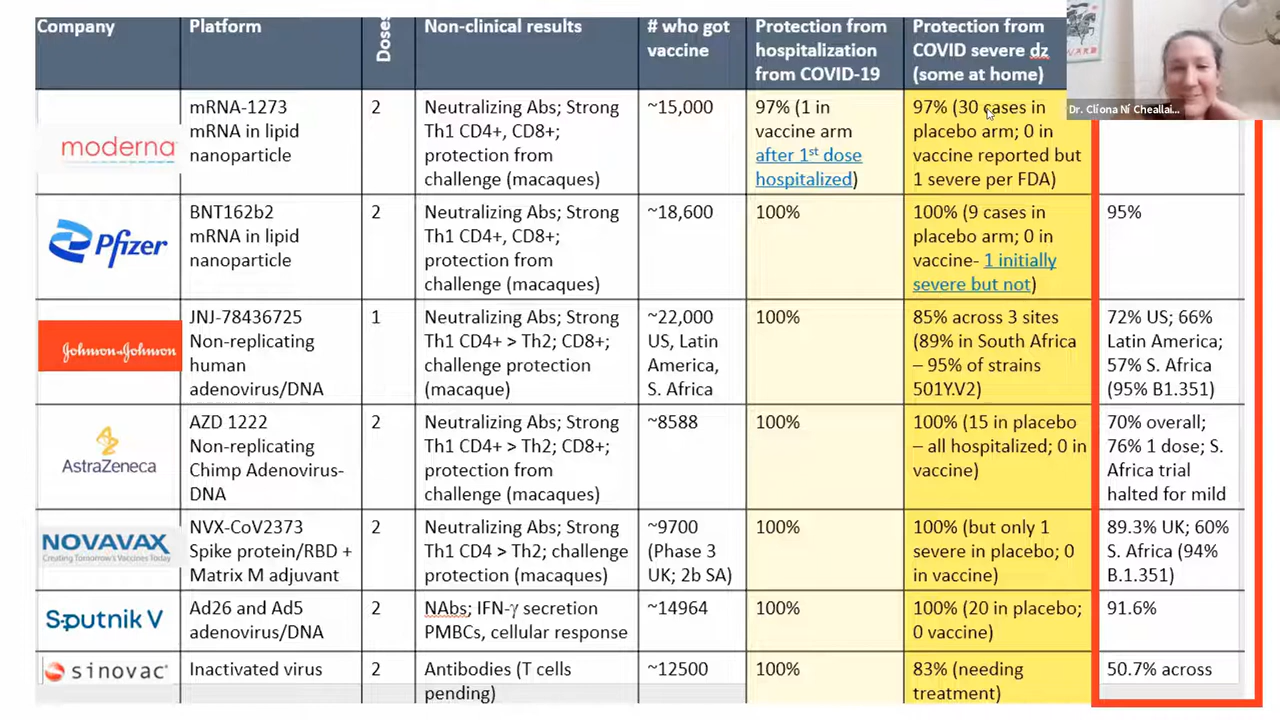 Company
Platform
Doses
Non-clinical results
# who got
vaccine
Protection from
hospitalization
from COVID-19
Protection from
COVID severe dz
(some at home)
Dr. Clíona Ní Cheallai...
moderna
mRNA-1273
mRNA in lipid
nanoparticle
2
Neutralizing Abs; Strong
Th1 CD4+, CD8+;
protection from
challenge (macaques)
~15,000
97% (1 in
vaccine arm
after 1st dose
hospitalized)
97% (30 cases in
placebo arm; 0 in
vaccine reported but
1 severe per FDA)
Pfizer
BNT162b2
mRNA in lipid
nanoparticle
2
Neutralizing Abs; Strong
Th1 CD4+, CD8+;
protection from
challenge (macaques)
~18,600
100%
100% (9 cases in
placebo arm; 0 in
vaccine- 1 initially
severe but not)
95%
Johnson & Johnson
JNJ-78436725
Non-replicating
human
adenovirus/DNA
1
Neutralizing Abs; Strong
Th1 CD4+ > Th2; CD8+;
challenge protection
(macaque)
~22,000
US, Latin
America,
S. Africa
100%
85% across 3 sites
(89% in South Africa
– 95% of strains
501Y.V2)
72% US; 66%
Latin America;
57% S. Africa
(95% B1.351)
AstraZeneca
AZD 1222
Non-replicating
Chimp Adenovirus-
DNA
2
Neutralizing Abs; Strong
Th1 CD4+ > Th2; CD8+;
protection from
challenge (macaques)
~8588
100%
100% (15 in placebo
– all hospitalized; 0 in
vaccine)
70% overall;
76% 1 dose; S.
Africa trial
halted for mild
NOVAVAX
Creating Tomorrow's Vaccines Today
NVX-CoV2373
Spike protein/RBD +
Matrix M adjuvant
2
Neutralizing Abs; Strong
Th1 CD4 > Th2; challenge
protection (macaques)
~9700
(Phase 3
UK; 2b SA)
100%
100% (but only 1
severe in placebo; 0
in vaccine)
89.3% UK; 60%
S. Africa (94%
B.1.351)
Sputnik V
Ad26 and Ad5
adenovirus/DNA
2
NAbs; IFN-γ secretion
PMBCs, cellular response
~14964
100%
100% (20 in placebo;
0 vaccine)
91.6%
sinovac
Inactivated virus
2
Antibodies (T cells
pending)
~12500
100%
83% (needing
treatment)
50.7% across